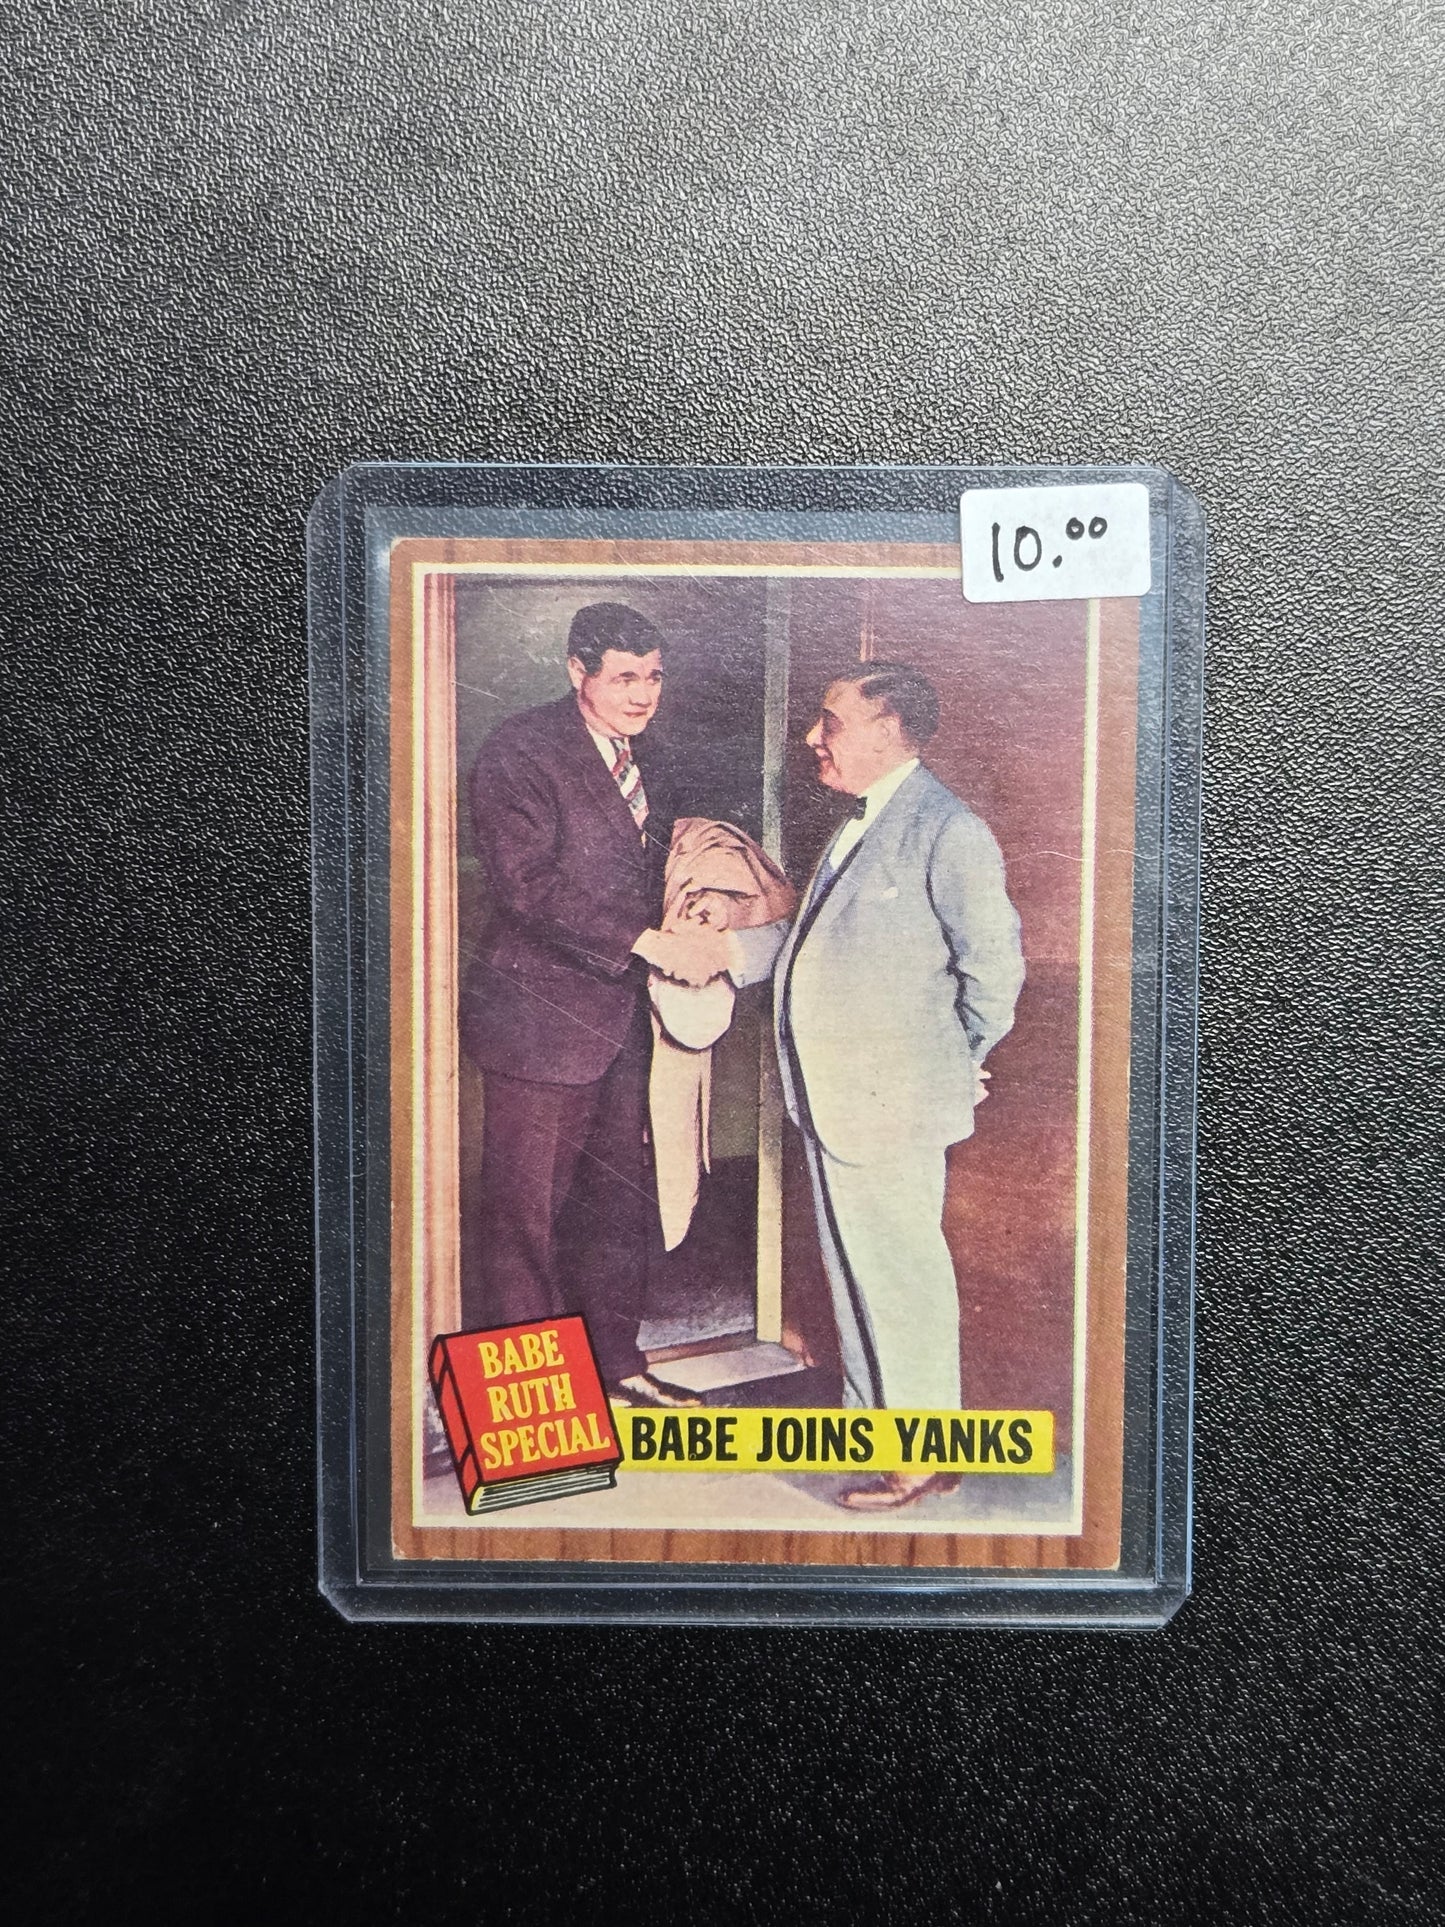 10.00
BABE
RUTH
SPECIAL
BABE JOINS YANKS